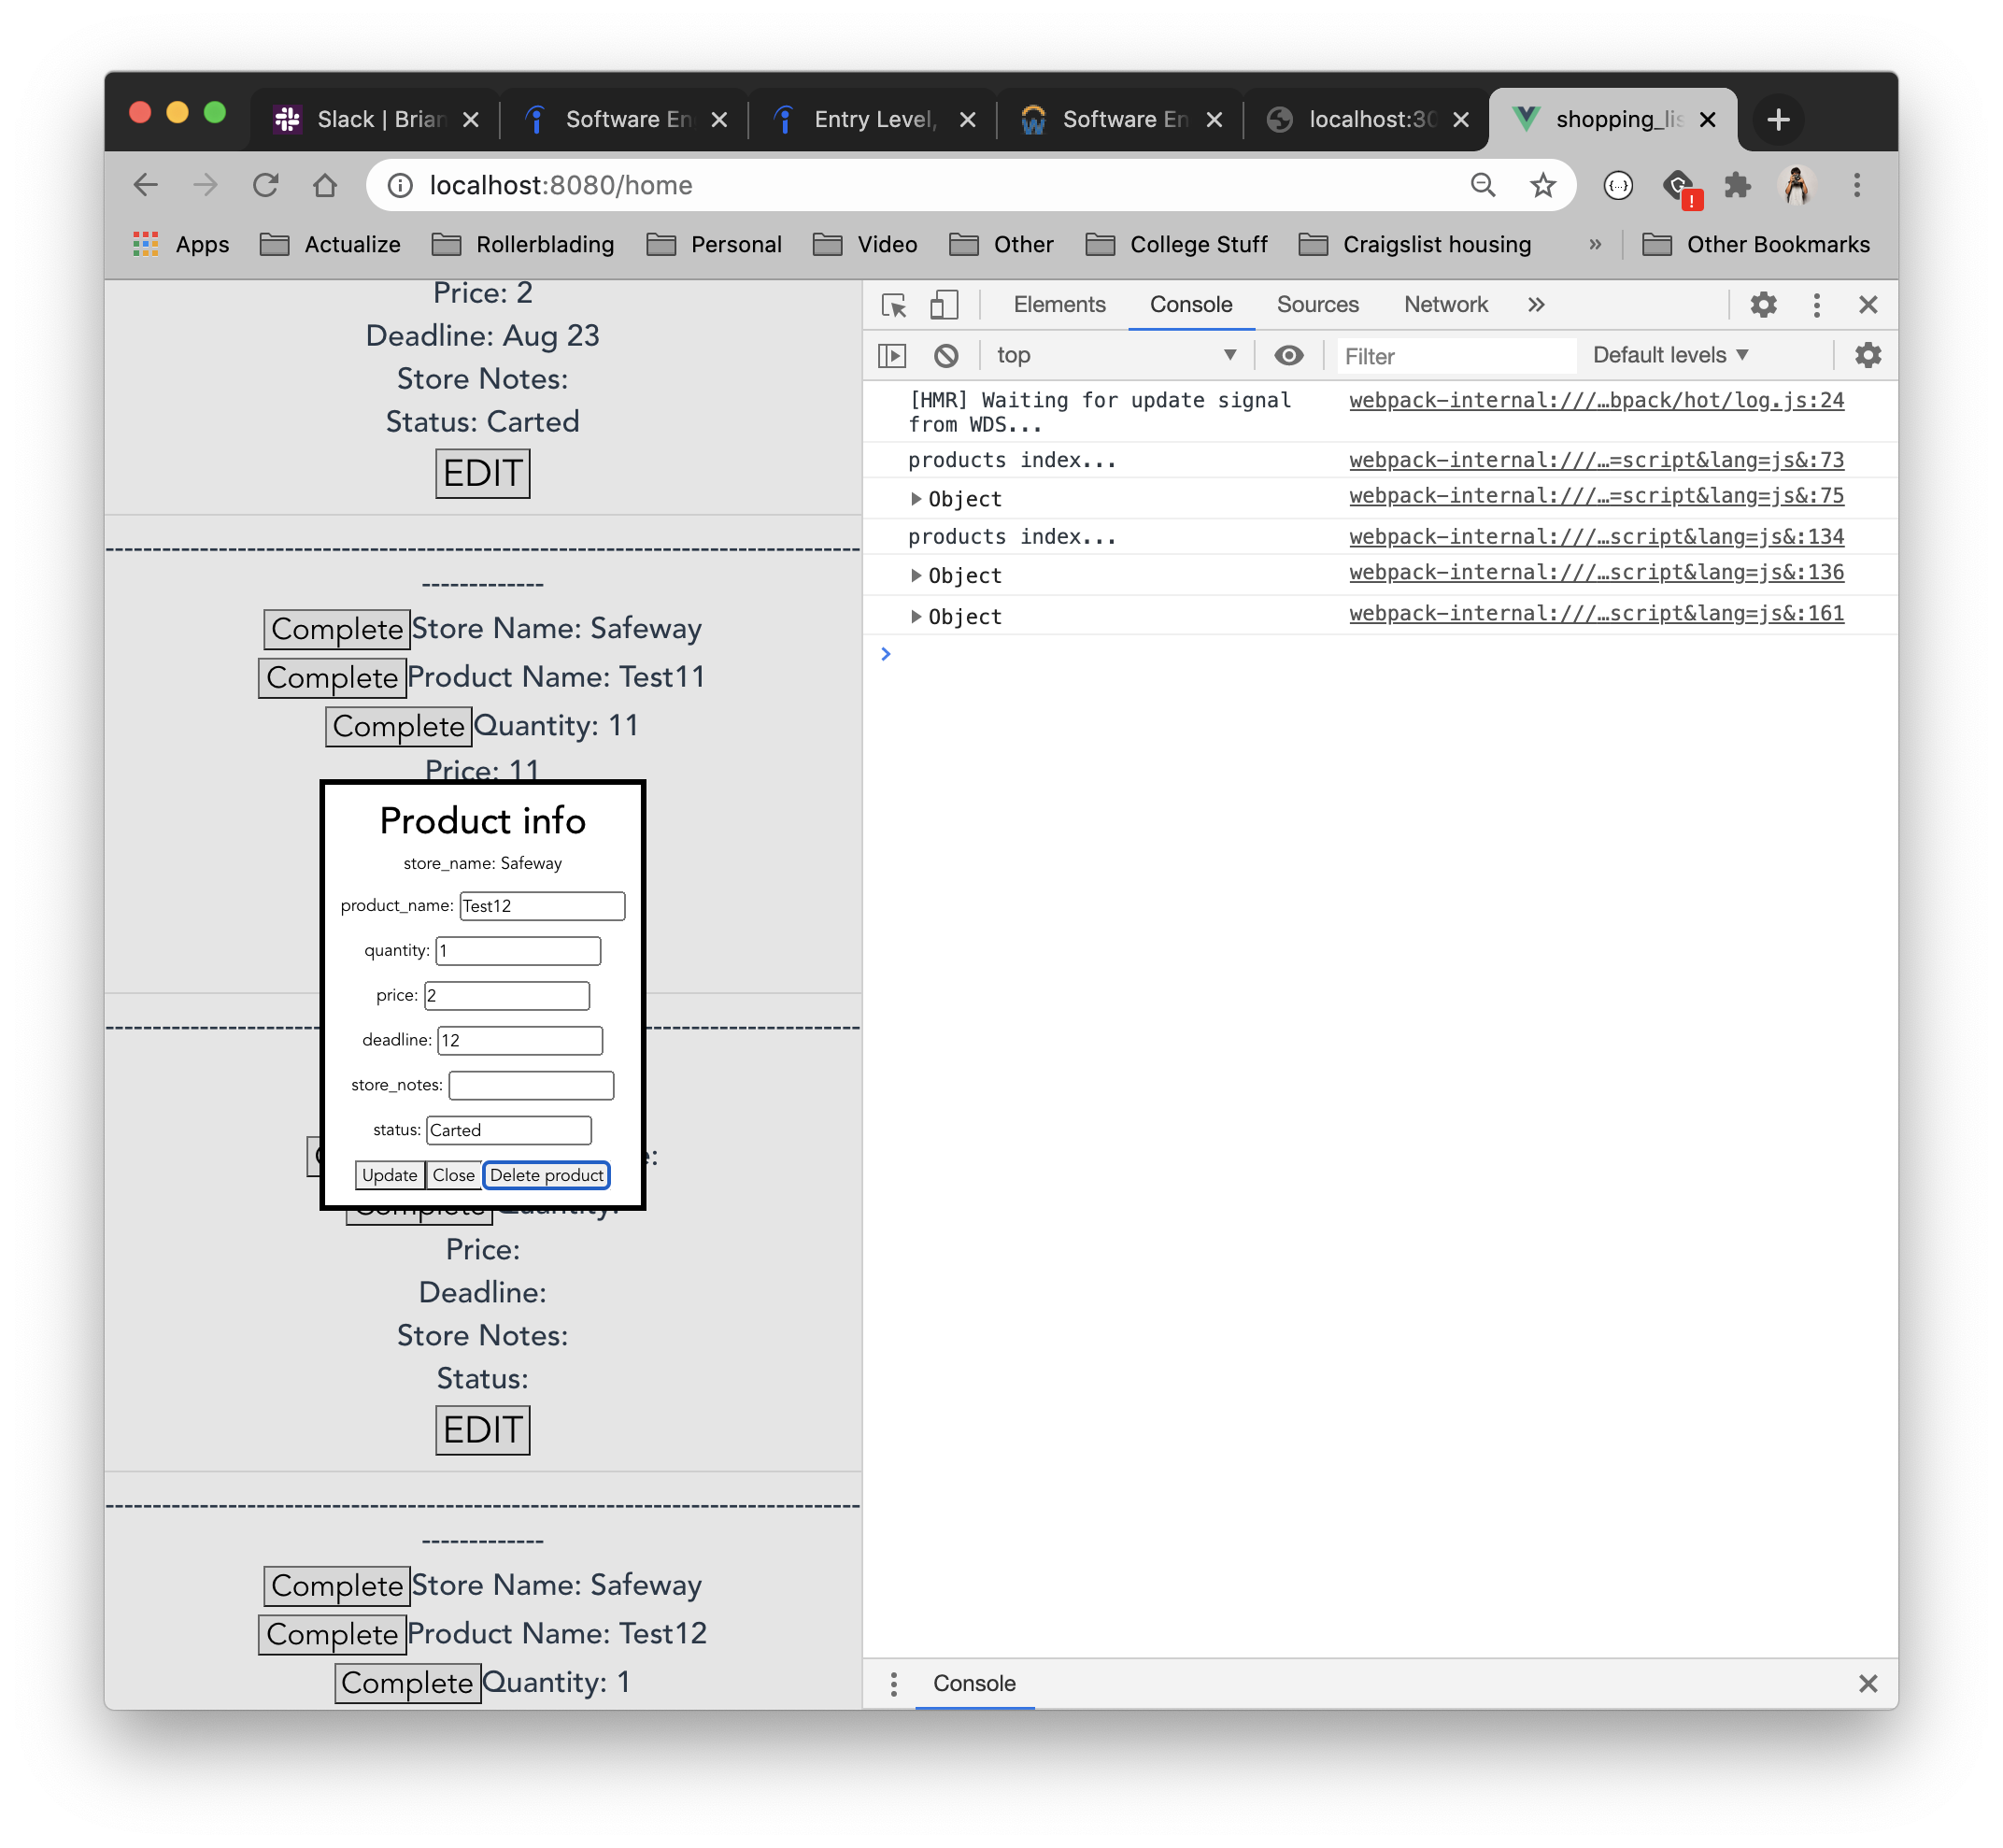 Slack | Brian
Software En
Entry Level,
Software En
localhost:30
shopping_lis
localhost:8080/home
Apps
Actualize
Rollerblading
Personal
Video
Other
College Stuff
Craigslist housing
»
Other Bookmarks
Price: 2
Deadline: Aug 23
Store Notes:
Status: Carted
EDIT
--------------------------------------------------------------------------------
-------------
Complete Store Name: Safeway
Complete Product Name: Test11
Complete Quantity: 11
Price: 11
Product info
store_name: Safeway
product_name: Test12
quantity: 1
price: 2
deadline: 12
store_notes:
status: Carted
Update Close Delete product
Complete Quantity:
Price:
Deadline:
Store Notes:
Status:
EDIT
--------------------------------------------------------------------------------
-------------
Complete Store Name: Safeway
Complete Product Name: Test12
Complete Quantity: 1
Elements Console Sources Network »
top Filter Default levels
[HMR] Waiting for update signal webpack-internal:///…bpack/hot/log.js:24
from WDS...
products index... webpack-internal:///…=script&lang=js&:73
Object webpack-internal:///…=script&lang=js&:75
products index... webpack-internal:///…script&lang=js&:134
Object webpack-internal:///…script&lang=js&:136
Object webpack-internal:///…script&lang=js&:161
Console